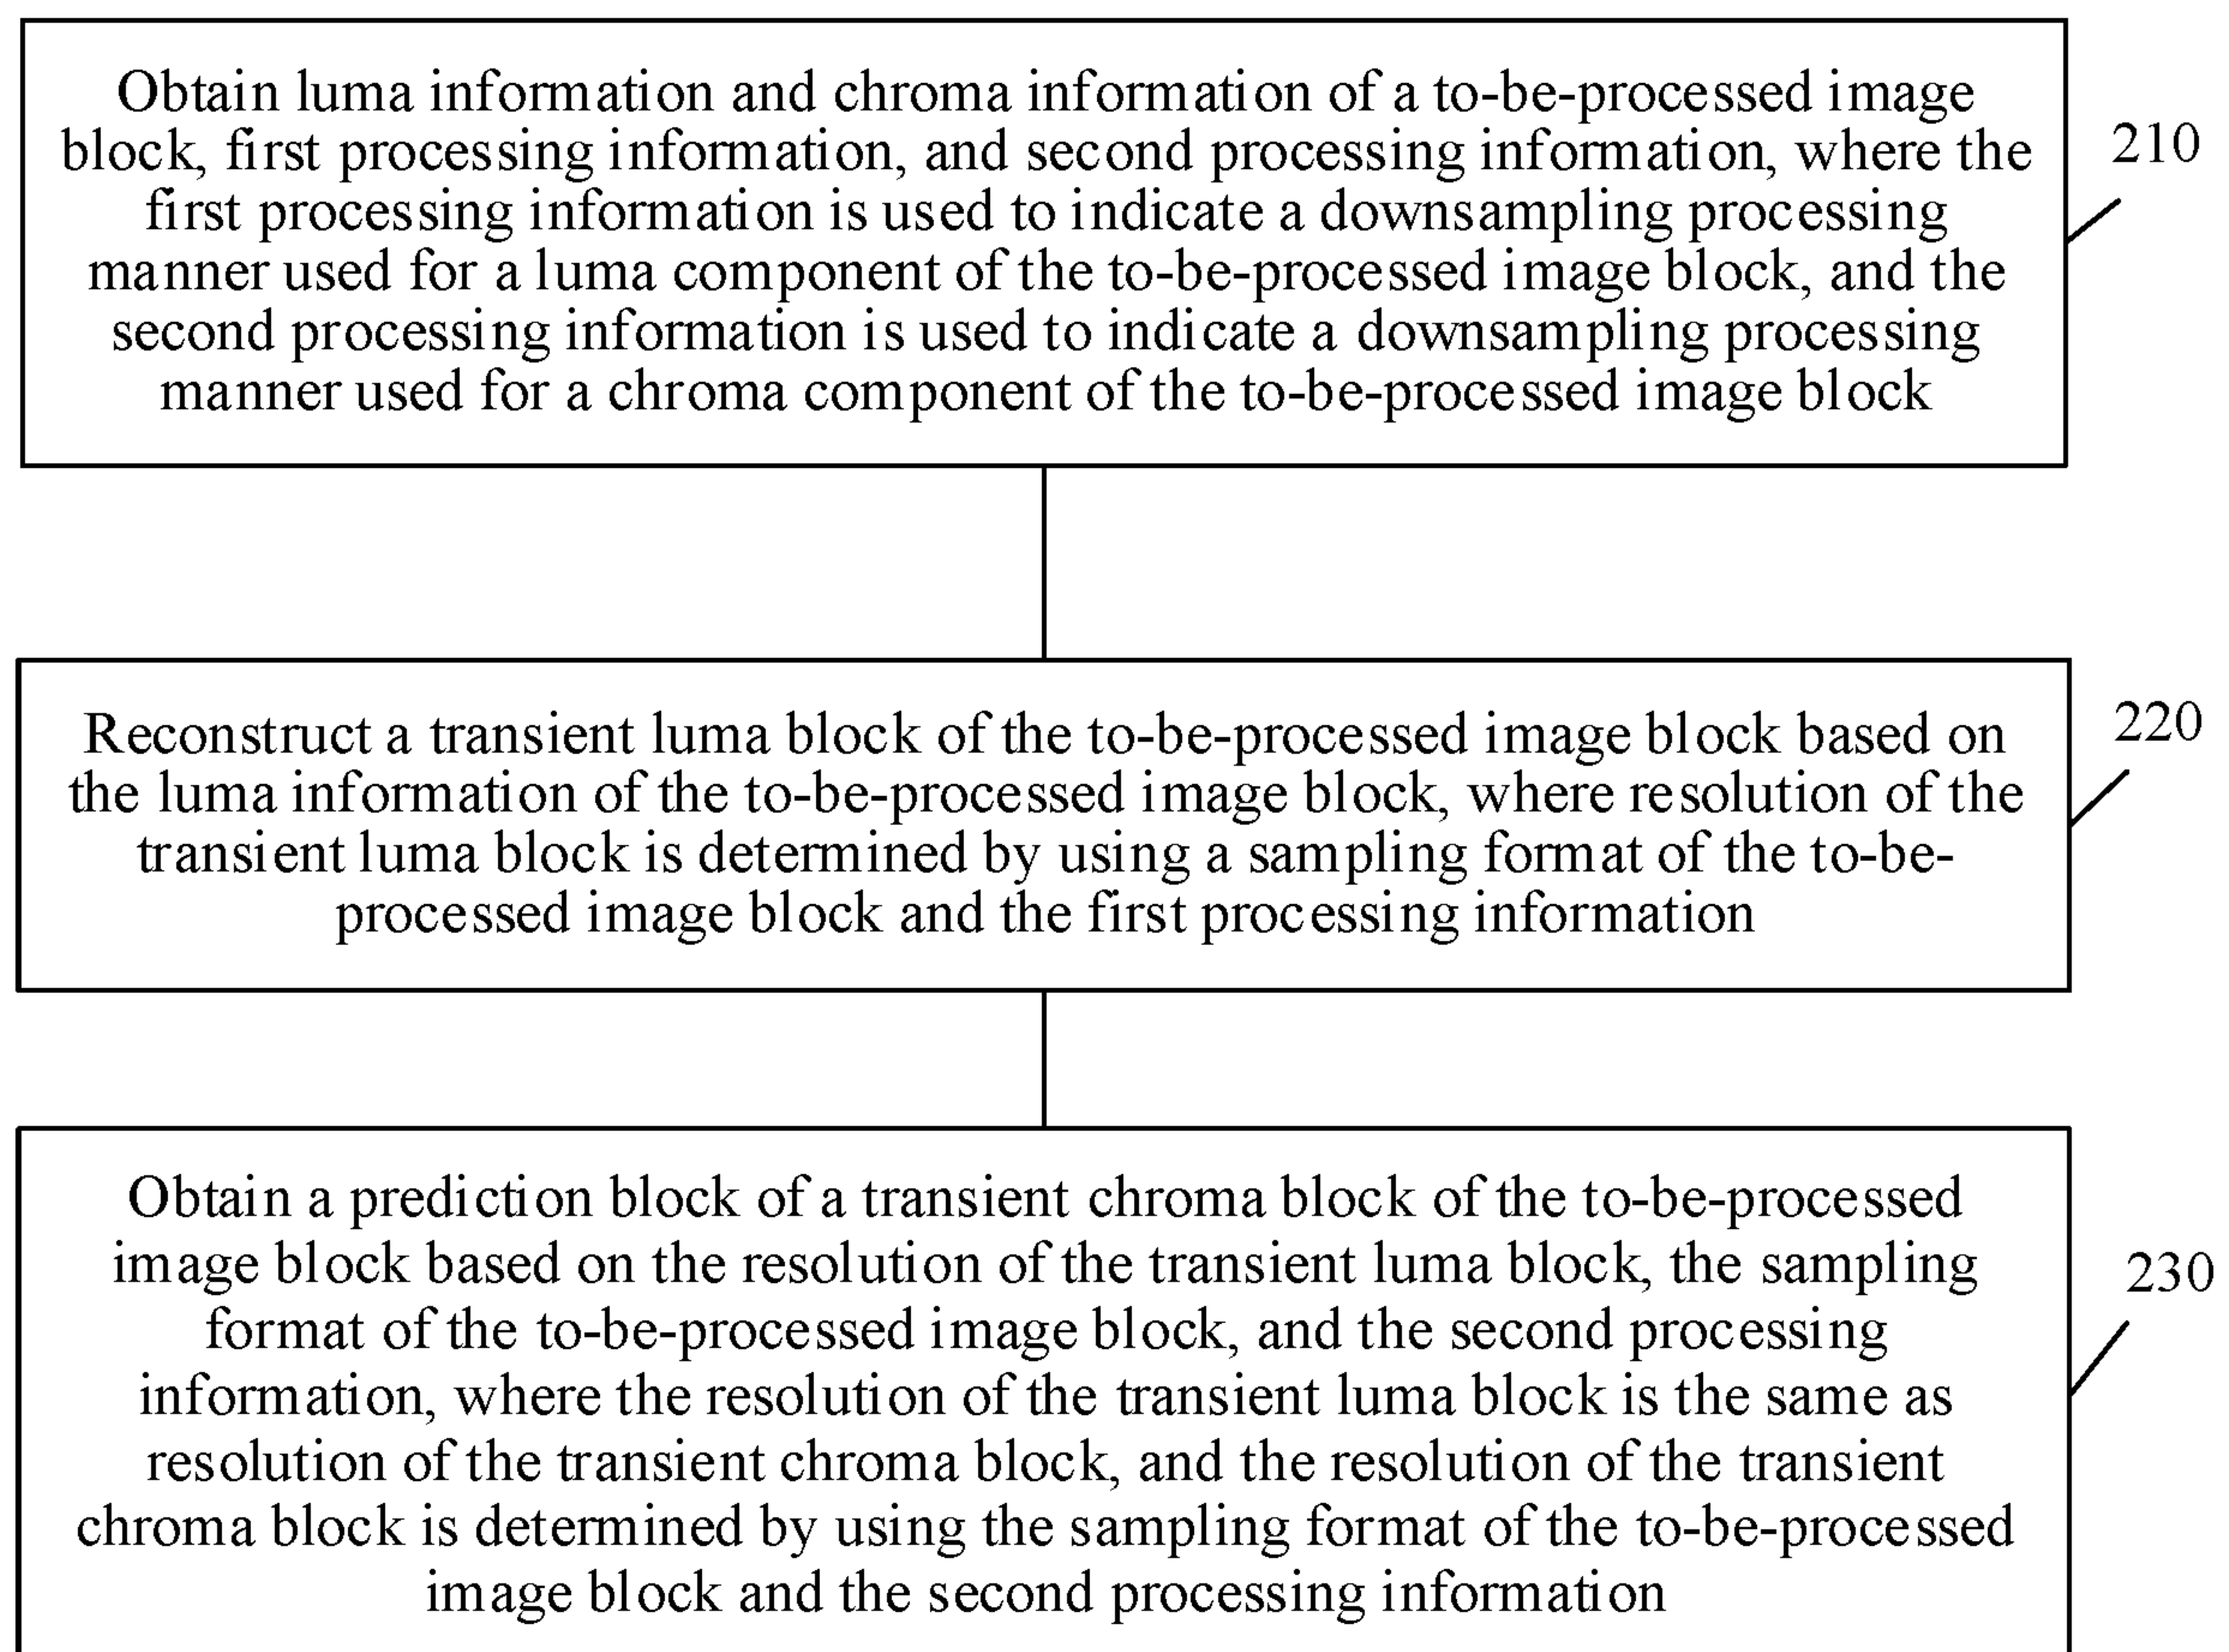 Obtain luma information and chroma information of a to-be-processed image
block, first processing information, and second processing information, where the
first processing information is used to indicate a downsampling processing
manner used for a luma component of the to-be-processed image block, and the
second processing information is used to indicate a downsampling processing
manner used for a chroma component of the to-be-processed image block
210
Reconstruct a transient luma block of the to-be-processed image block based on
the luma information of the to-be-processed image block, where resolution of the
transient luma block is determined by using a sampling format of the to-be-
processed image block and the first processing information
220
Obtain a prediction block of a transient chroma block of the to-be-processed
image block based on the resolution of the transient luma block, the sampling
format of the to-be-processed image block, and the second processing
information, where the resolution of the transient luma block is the same as
resolution of the transient chroma block, and the resolution of the transient
chroma block is determined by using the sampling format of the to-be-processed
image block and the second processing information
230